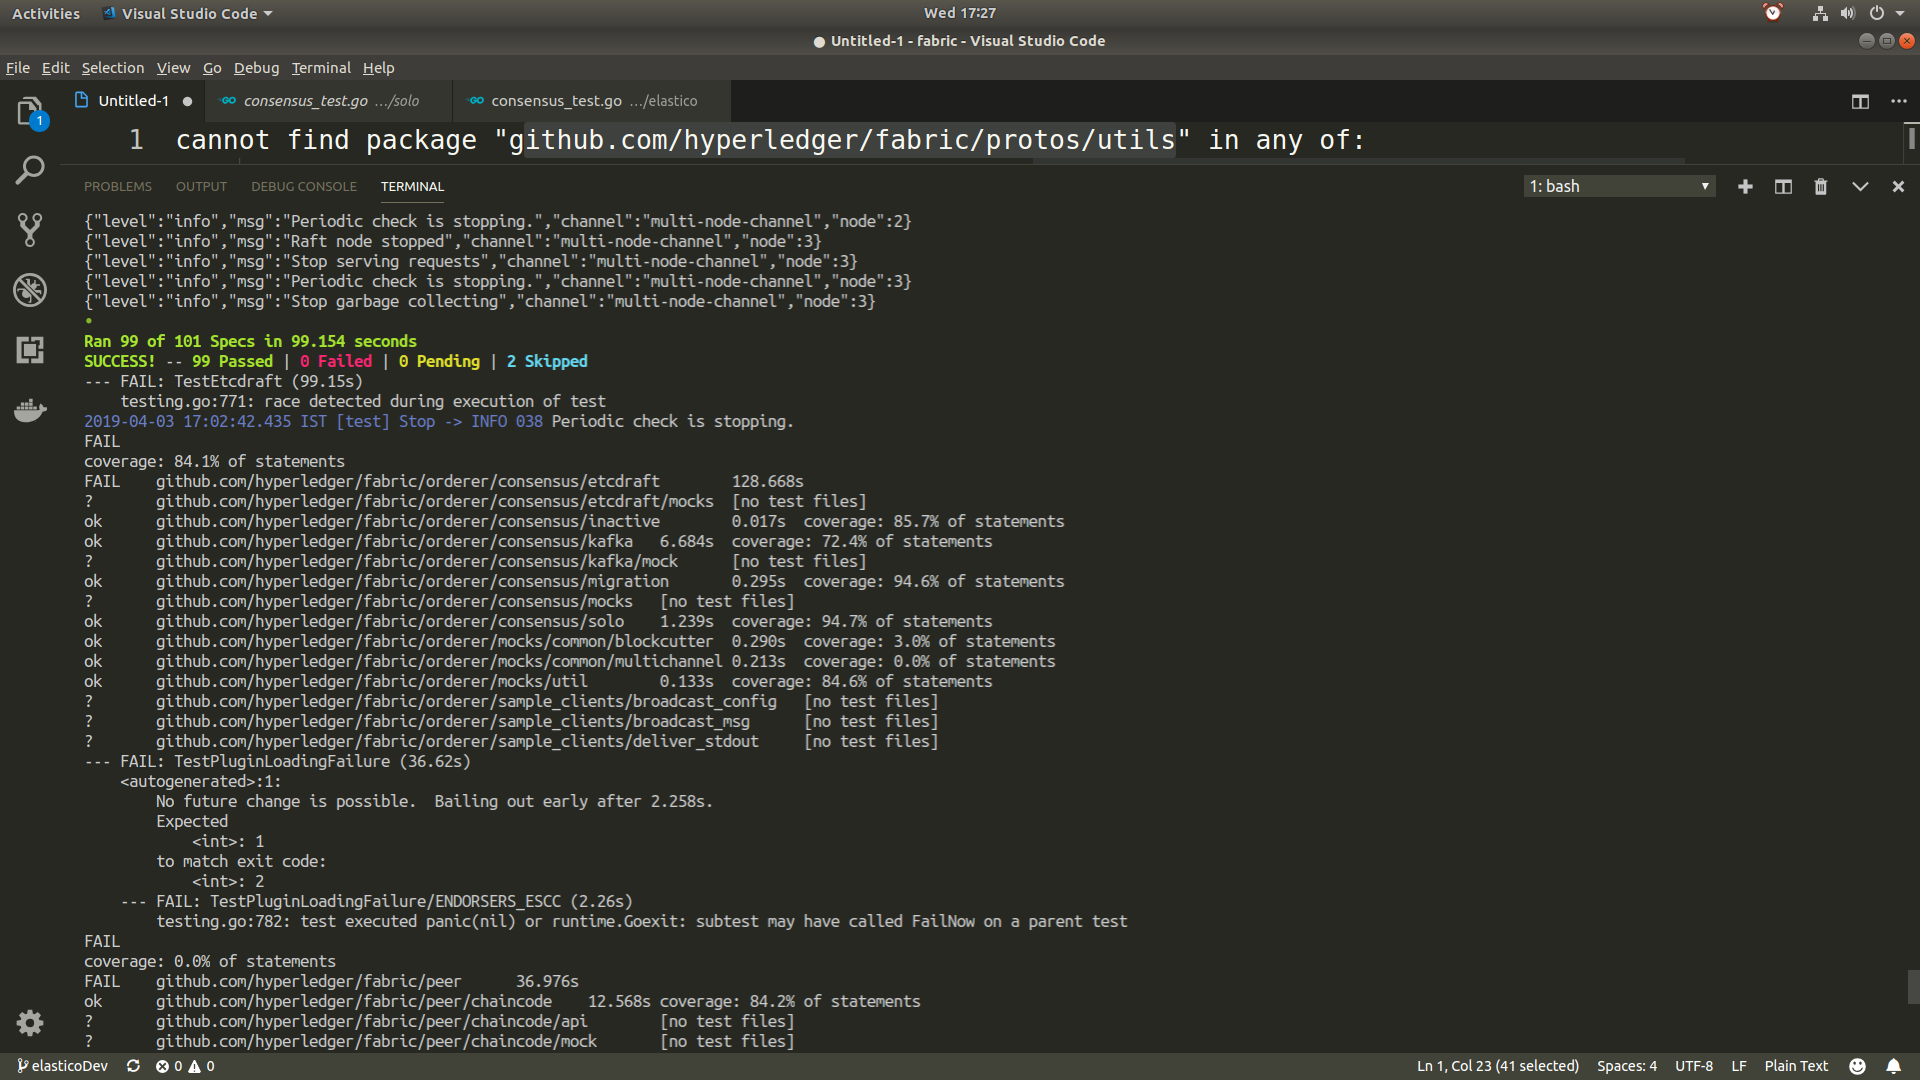 Activities Visual Studio Code Wed 17:27
● Untitled-1 - fabric - Visual Studio Code
File Edit Selection View Go Debug Terminal Help
1 Untitled-1 ● consensus_test.go …/solo consensus_test.go …/elastico
1 cannot find package "github.com/hyperledger/fabric/protos/utils" in any of:
PROBLEMS OUTPUT DEBUG CONSOLE TERMINAL 1: bash
{"level":"info","msg":"Periodic check is stopping.","channel":"multi-node-channel","node":2}
{"level":"info","msg":"Raft node stopped","channel":"multi-node-channel","node":3}
{"level":"info","msg":"Stop serving requests","channel":"multi-node-channel","node":3}
{"level":"info","msg":"Periodic check is stopping.","channel":"multi-node-channel","node":3}
{"level":"info","msg":"Stop garbage collecting","channel":"multi-node-channel","node":3}
•
Ran 99 of 101 Specs in 99.154 seconds
SUCCESS! -- 99 Passed | 0 Failed | 0 Pending | 2 Skipped
--- FAIL: TestEtcdraft (99.15s)
    testing.go:771: race detected during execution of test
2019-04-03 17:02:42.435 IST [test] Stop -> INFO 038 Periodic check is stopping.
FAIL
coverage: 84.1% of statements
FAIL    github.com/hyperledger/fabric/orderer/consensus/etcdraft        128.668s
?       github.com/hyperledger/fabric/orderer/consensus/etcdraft/mocks  [no test files]
ok      github.com/hyperledger/fabric/orderer/consensus/inactive        0.017s  coverage: 85.7% of statements
ok      github.com/hyperledger/fabric/orderer/consensus/kafka   6.684s  coverage: 72.4% of statements
?       github.com/hyperledger/fabric/orderer/consensus/kafka/mock      [no test files]
ok      github.com/hyperledger/fabric/orderer/consensus/migration       0.295s  coverage: 94.6% of statements
?       github.com/hyperledger/fabric/orderer/consensus/mocks   [no test files]
ok      github.com/hyperledger/fabric/orderer/consensus/solo    1.239s  coverage: 94.7% of statements
ok      github.com/hyperledger/fabric/orderer/mocks/common/blockcutter  0.290s  coverage: 3.0% of statements
ok      github.com/hyperledger/fabric/orderer/mocks/common/multichannel 0.213s  coverage: 0.0% of statements
ok      github.com/hyperledger/fabric/orderer/mocks/util        0.133s  coverage: 84.6% of statements
?       github.com/hyperledger/fabric/orderer/sample_clients/broadcast_config   [no test files]
?       github.com/hyperledger/fabric/orderer/sample_clients/broadcast_msg      [no test files]
?       github.com/hyperledger/fabric/orderer/sample_clients/deliver_stdout     [no test files]
--- FAIL: TestPluginLoadingFailure (36.62s)
    <autogenerated>:1:
        No future change is possible.  Bailing out early after 2.258s.
        Expected
            <int>: 1
        to match exit code:
            <int>: 2
    --- FAIL: TestPluginLoadingFailure/ENDORSERS_ESCC (2.26s)
        testing.go:782: test executed panic(nil) or runtime.Goexit: subtest may have called FailNow on a parent test
FAIL
coverage: 0.0% of statements
FAIL    github.com/hyperledger/fabric/peer      36.976s
ok      github.com/hyperledger/fabric/peer/chaincode    12.568s coverage: 84.2% of statements
?       github.com/hyperledger/fabric/peer/chaincode/api        [no test files]
?       github.com/hyperledger/fabric/peer/chaincode/mock       [no test files]
elasticoDev 0 0 Ln 1, Col 23 (41 selected) Spaces: 4 UTF-8 LF Plain Text